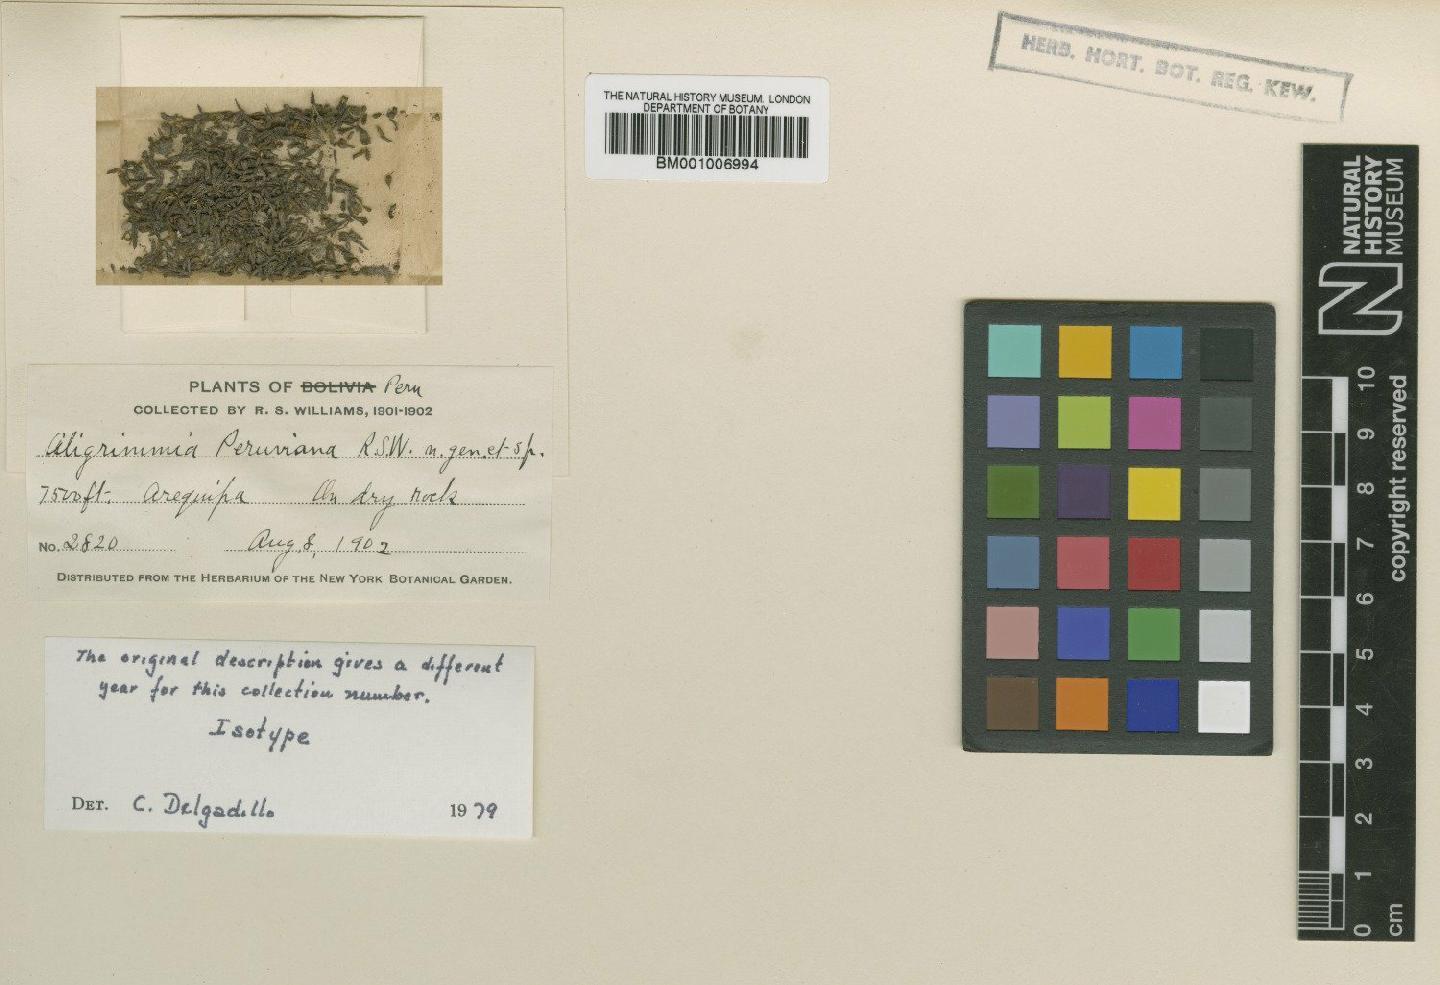 HERB. HORT. BOT. REG. KEW.
THE NATURAL HISTORY MUSEUM, LONDON
DEPARTMENT OF BOTANY
BM001006994
PLANTS OF BOLIVIA Peru
COLLECTED BY R. S. WILLIAMS, 1901-1902
Aligrimmia Peruviana R.S.W. n. gen. et sp.
7500 ft. Arequipa On dry rock
No. 2820 Aug. 8, 1902
DISTRIBUTED FROM THE HERBARIUM OF THE NEW YORK BOTANICAL GARDEN.
The original description gives a different
year for this collection number.
Isotype
DET. C. Delgadillo 1979
NATURAL
HISTORY
MUSEUM
copyright reserved
10
9
8
7
6
5
4
3
2
1
0
cm